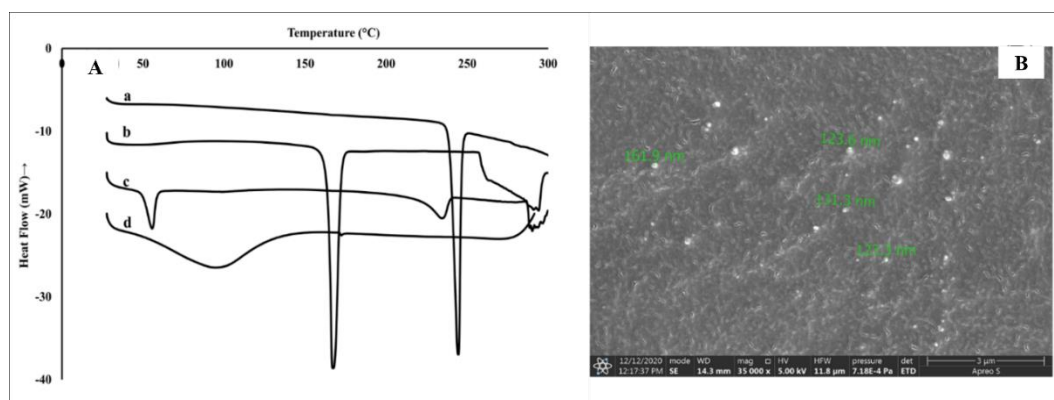 Temperature (°C)
0 50 100 150 200 250 300
0
-10
-20
-30
-40
Heat Flow (mW)→
A
a
b
c
d
B
161.9 nm
123.6 nm
131.3 nm
12/12/2020 mode WD mag □ HV HFW pressure det
12:17:37 PM SE 14.3 mm 35 000 x 5.00 kV 11.8 µm 7.18E-4 Pa ETD
3 µm
Apreo S